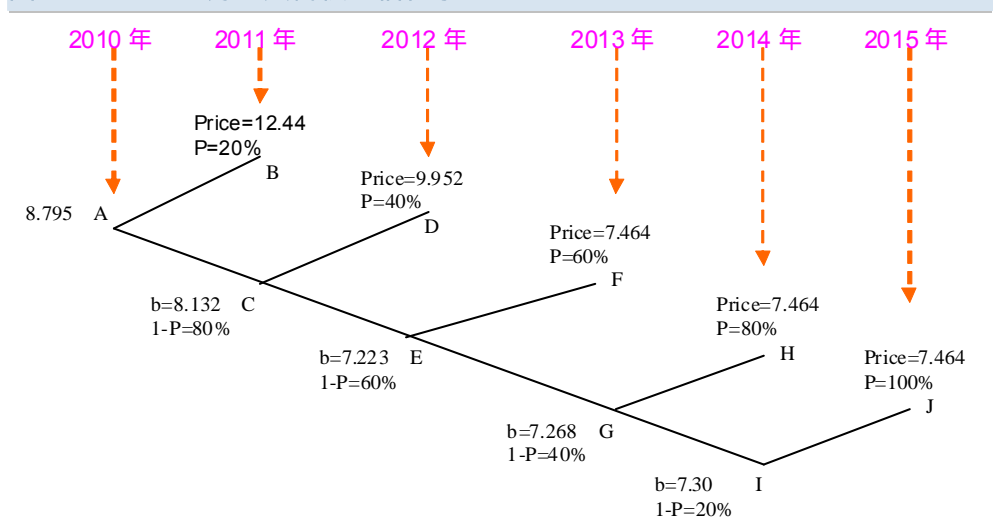 2010 年 2011 年 2012 年 2013 年 2014 年 2015 年
Price=12.44
P=20%
B
Price=9.952
P=40%
D
8.795 A
Price=7.464
P=60%
F
b=8.132 C
1-P=80%
Price=7.464
P=80%
H
b=7.223 E
1-P=60%
Price=7.464
P=100%
J
b=7.268 G
1-P=40%
b=7.30 I
1-P=20%